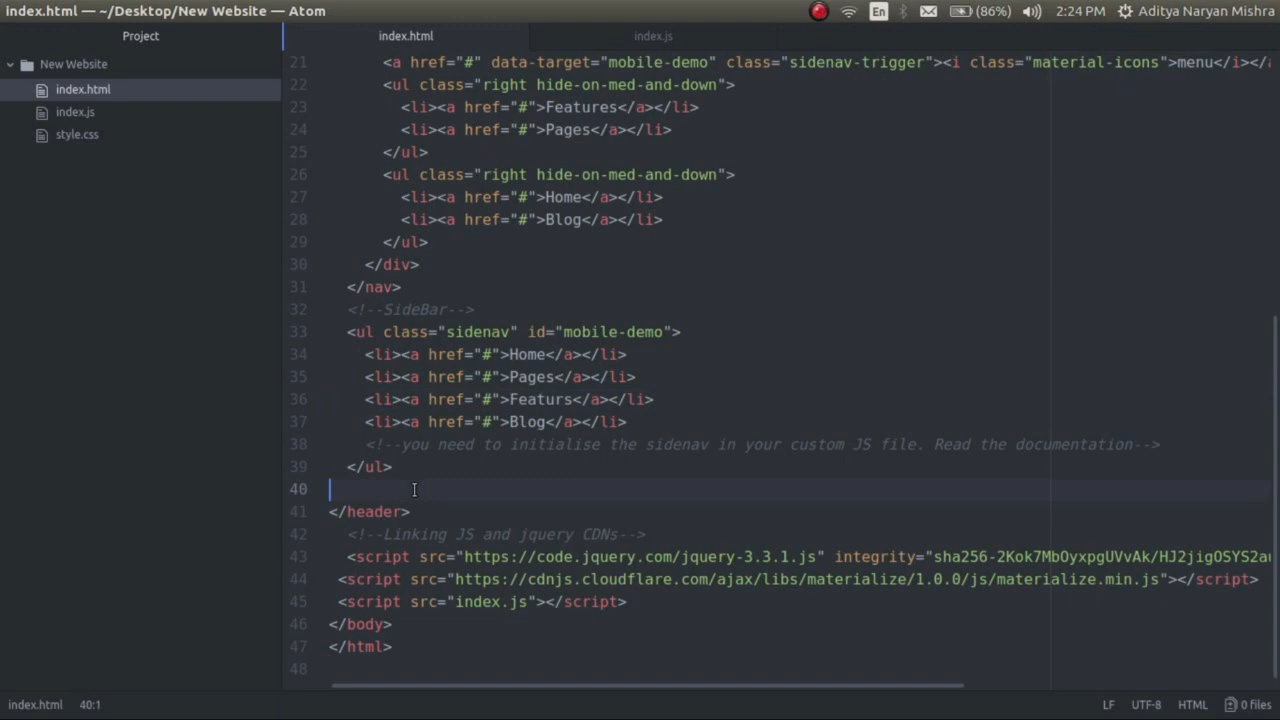 index.html — ~/Desktop/New Website — Atom
En
(86%)
2:24 PM
Aditya Naryan Mishra
Project
index.html
index.js
New Website
index.html
index.js
style.css
21 <a href="#" data-target="mobile-demo" class="sidenav-trigger"><i class="material-icons">menu</i></
22 <ul class="right hide-on-med-and-down">
23 <li><a href="#">Features</a></li>
24 <li><a href="#">Pages</a></li>
25 </ul>
26 <ul class="right hide-on-med-and-down">
27 <li><a href="#">Home</a></li>
28 <li><a href="#">Blog</a></li>
29 </ul>
30 </div>
31 </nav>
32 <!--SideBar-->
33 <ul class="sidenav" id="mobile-demo">
34 <li><a href="#">Home</a></li>
35 <li><a href="#">Pages</a></li>
36 <li><a href="#">Featurs</a></li>
37 <li><a href="#">Blog</a></li>
38 <!--you need to initialise the sidenav in your custom JS file. Read the documentation-->
39 </ul>
40
41 </header>
42 <!--Linking JS and jquery CDNs-->
43 <script src="https://code.jquery.com/jquery-3.3.1.js" integrity="sha256-2Kok7MbOyxpgUVvAk/HJ2jigOSYS2a
44 <script src="https://cdnjs.cloudflare.com/ajax/libs/materialize/1.0.0/js/materialize.min.js"></script>
45 <script src="index.js"></script>
46 </body>
47 </html>
48
index.html 40:1
LF UTF-8 HTML 0 files